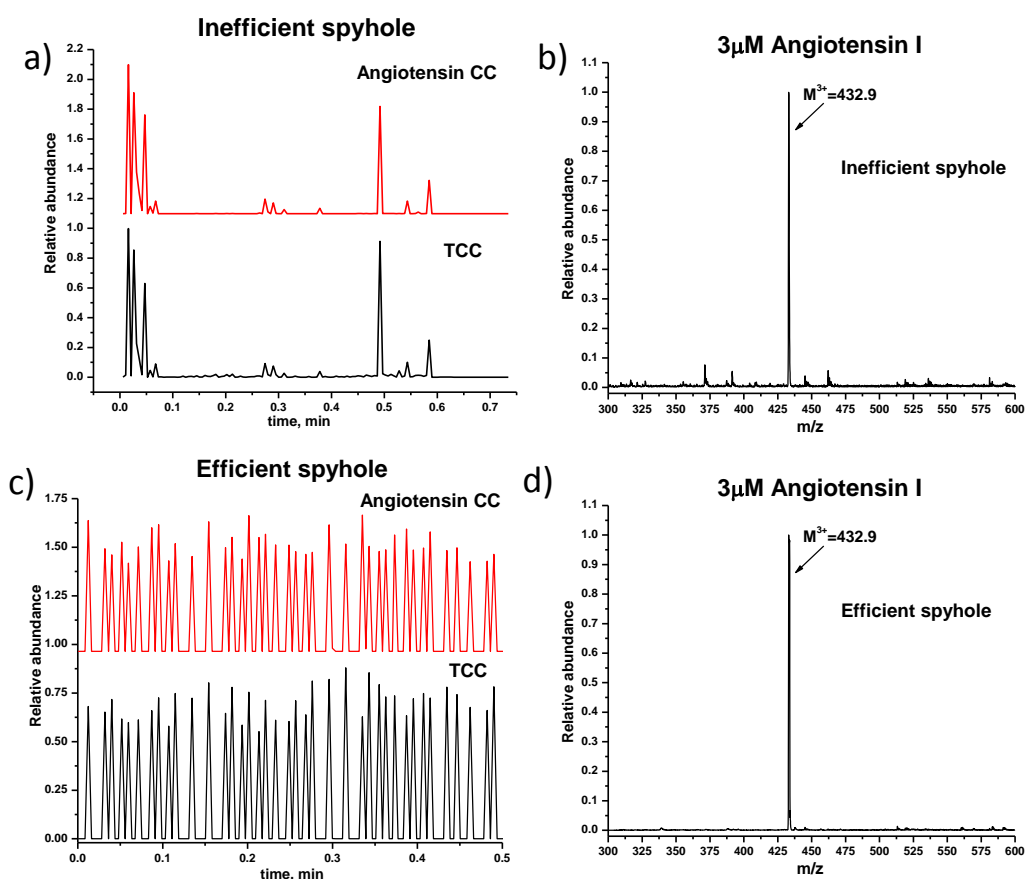 Inefficient spyhole
a)
Angiotensin CC
TCC
Relative abundance
2.1
1.8
1.5
1.2
0.9
0.6
0.4
0.2
0.0
0.0 0.1 0.2 0.3 0.4 0.5 0.6 0.7
time, min
b)
3μM Angiotensin I
M3+=432.9
Inefficient spyhole
Relative abundance
1.1
1.0
0.9
0.8
0.7
0.6
0.5
0.4
0.3
0.2
0.1
0.0
300 325 350 375 400 425 450 475 500 525 550 575 600
m/z
c)
Efficient spyhole
Angiotensin CC
TCC
Relative abundance
1.75
1.50
1.25
1.00
0.75
0.50
0.25
0.00
0.0 0.1 0.2 0.3 0.4 0.5
time, min
d)
3μM Angiotensin I
M3+=432.9
Efficient spyhole
Relative abundance
1.1
1.0
0.9
0.8
0.7
0.6
0.5
0.4
0.3
0.2
0.1
0.0
300 325 350 375 400 425 450 475 500 525 550 575 600
m/z